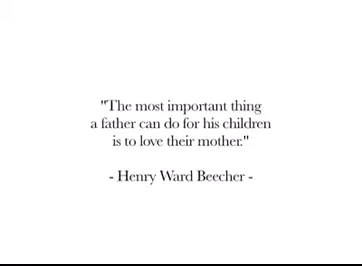 "The most important thing
a father can do for his children
is to love their mother."
- Henry Ward Beecher -